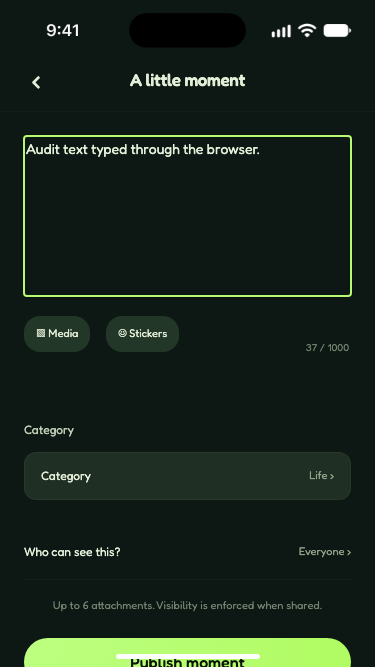 9:41
A little moment
Audit text typed through the browser.
Media
Stickers
37 / 1000
Category
Category
Life ›
Who can see this?
Everyone ›
Up to 6 attachments. Visibility is enforced when shared.
Publish moment